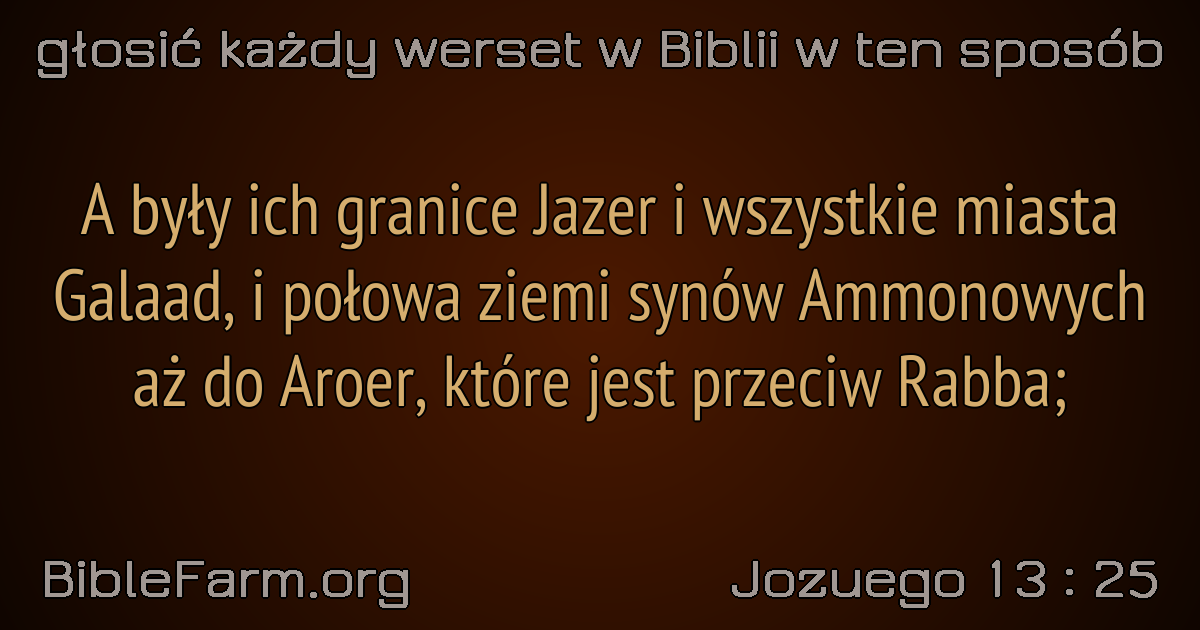 głosić każdy werset w Biblii w ten sposób
A były ich granice Jazer i wszystkie miasta
Galaad, i połowa ziemi synów Ammonowych
aż do Aroer, które jest przeciw Rabba;
BibleFarm.org
Jozuego 13 : 25